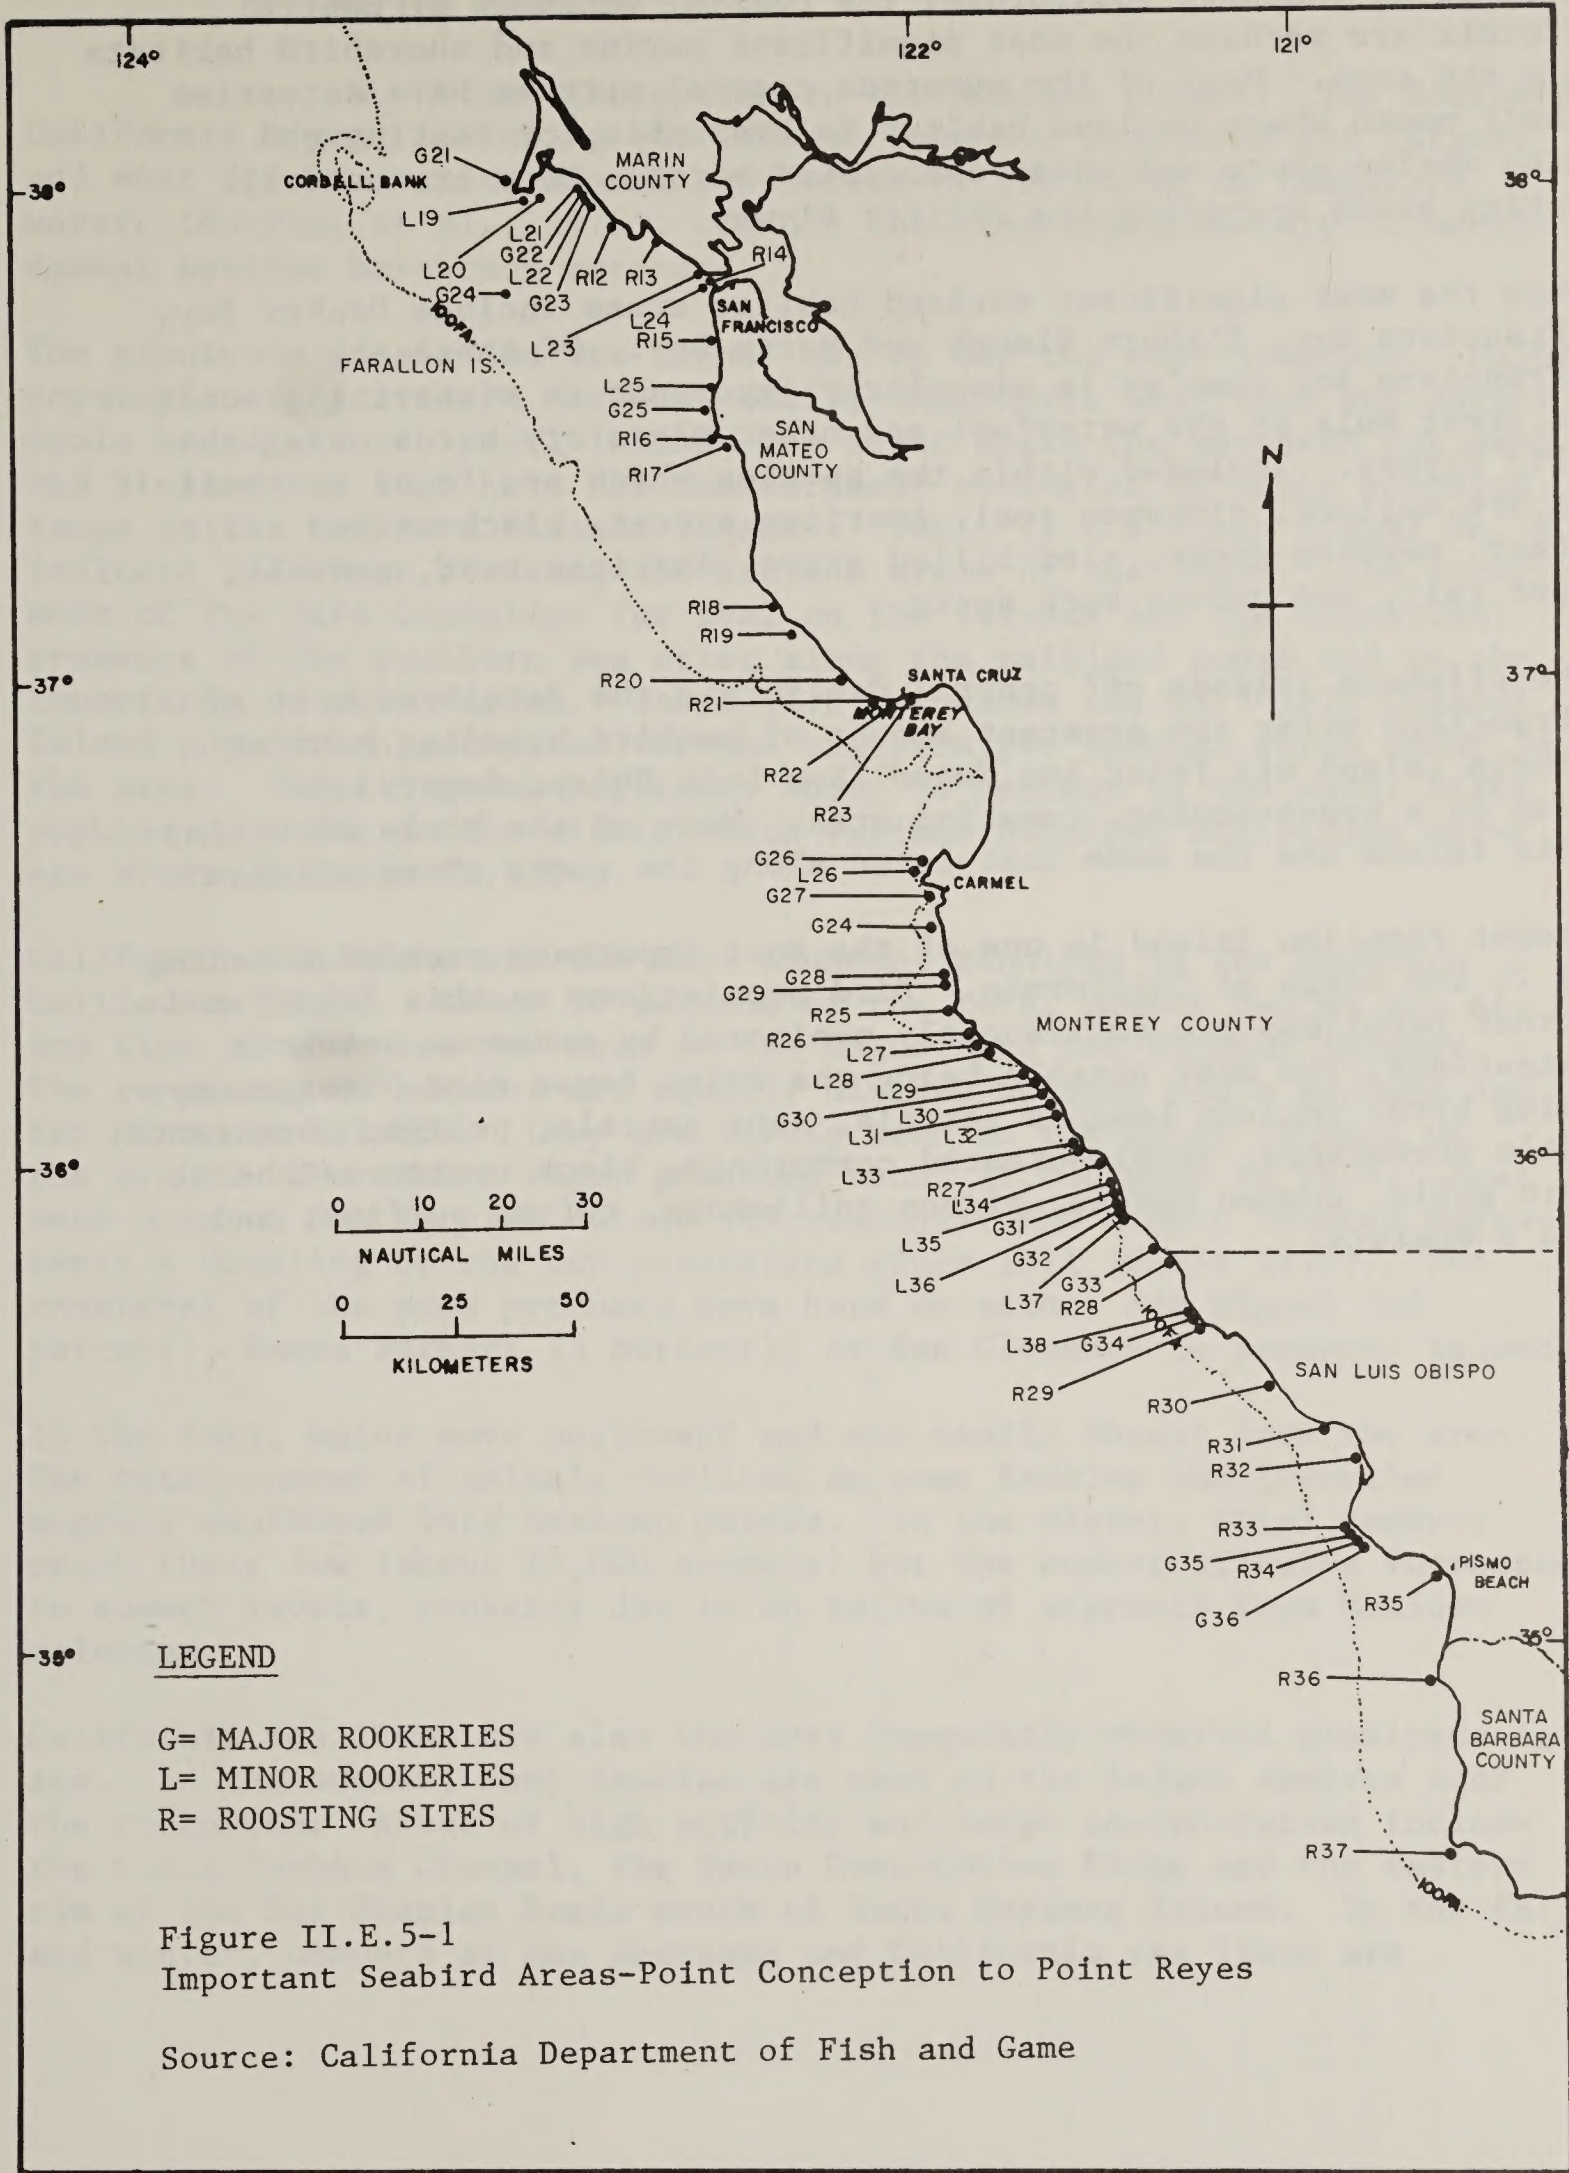 124°
122°
121°
38°
38°
G21
CORDELL BANK
MARIN
COUNTY
L19
L20
L21
G22
L22
G23
R12
R13
R14
G24
100FA.
L23
L24
SAN
FRANCISCO
R15
FARALLON IS.
L25
G25
R16
R17
SAN
MATEO
COUNTY
N
R18
R19
37°
37°
R20
R21
SANTA CRUZ
MONTEREY
BAY
R22
R23
G26
L26
G27
CARMEL
G24
G28
G29
R25
MONTEREY COUNTY
R26
L27
L28
L29
G30
L30
L31
L32
36°
36°
L33
R27
L34
0 10 20 30
NAUTICAL MILES
L35
G31
G32
L36
L37
G33
R28
0 25 50
KILOMETERS
100FA
L38
G34
R29
SAN LUIS OBISPO
R30
R31
R32
R33
G35
R34
G36
R35
PISMO
BEACH
35°
35°
R36
SANTA
BARBARA
COUNTY
R37
100FA.
LEGEND
G= MAJOR ROOKERIES
L= MINOR ROOKERIES
R= ROOSTING SITES
Figure II.E.5-1
Important Seabird Areas-Point Conception to Point Reyes
Source: California Department of Fish and Game